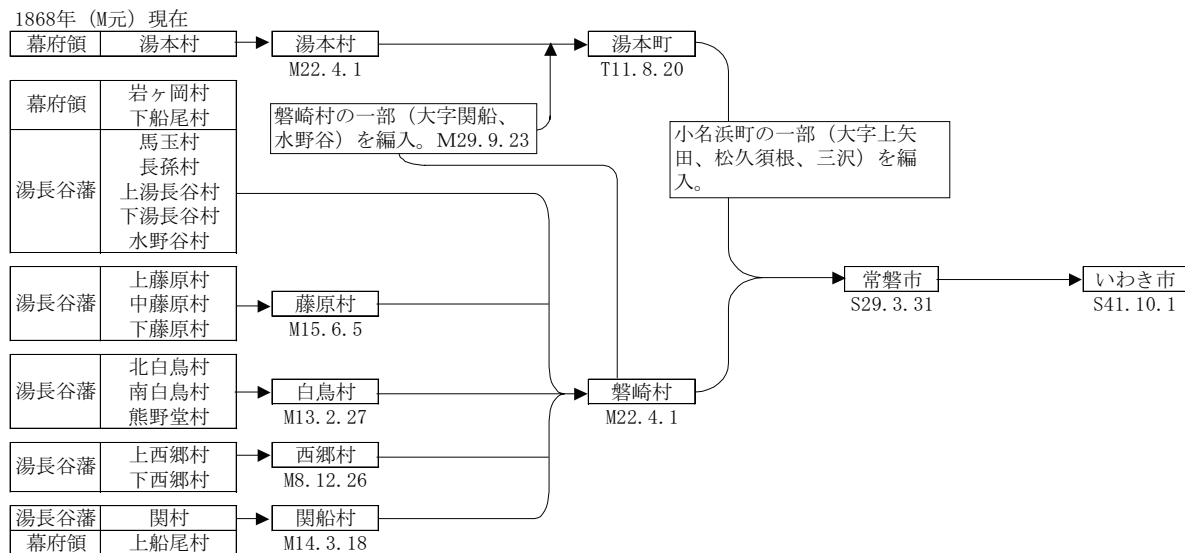 1868年（M元）現在
幕府領 湯本村
湯本村
M22.4.1
湯本町
T11.8.20
幕府領
岩ヶ岡村
下船尾村
湯長谷藩
馬玉村
長孫村
上湯長谷村
下湯長谷村
水野谷村
磐崎村の一部（大字関船、
水野谷）を編入。M29.9.23
小名浜町の一部（大字上矢
田、松久須根、三沢）を編
入。
湯長谷藩
上藤原村
中藤原村
下藤原村
藤原村
M15.6.5
常磐市
S29.3.31
いわき市
S41.10.1
湯長谷藩
北白鳥村
南白鳥村
熊野堂村
白鳥村
M13.2.27
磐崎村
M22.4.1
湯長谷藩
上西郷村
下西郷村
西郷村
M8.12.26
湯長谷藩 関村
幕府領 上船尾村
関船村
M14.3.18